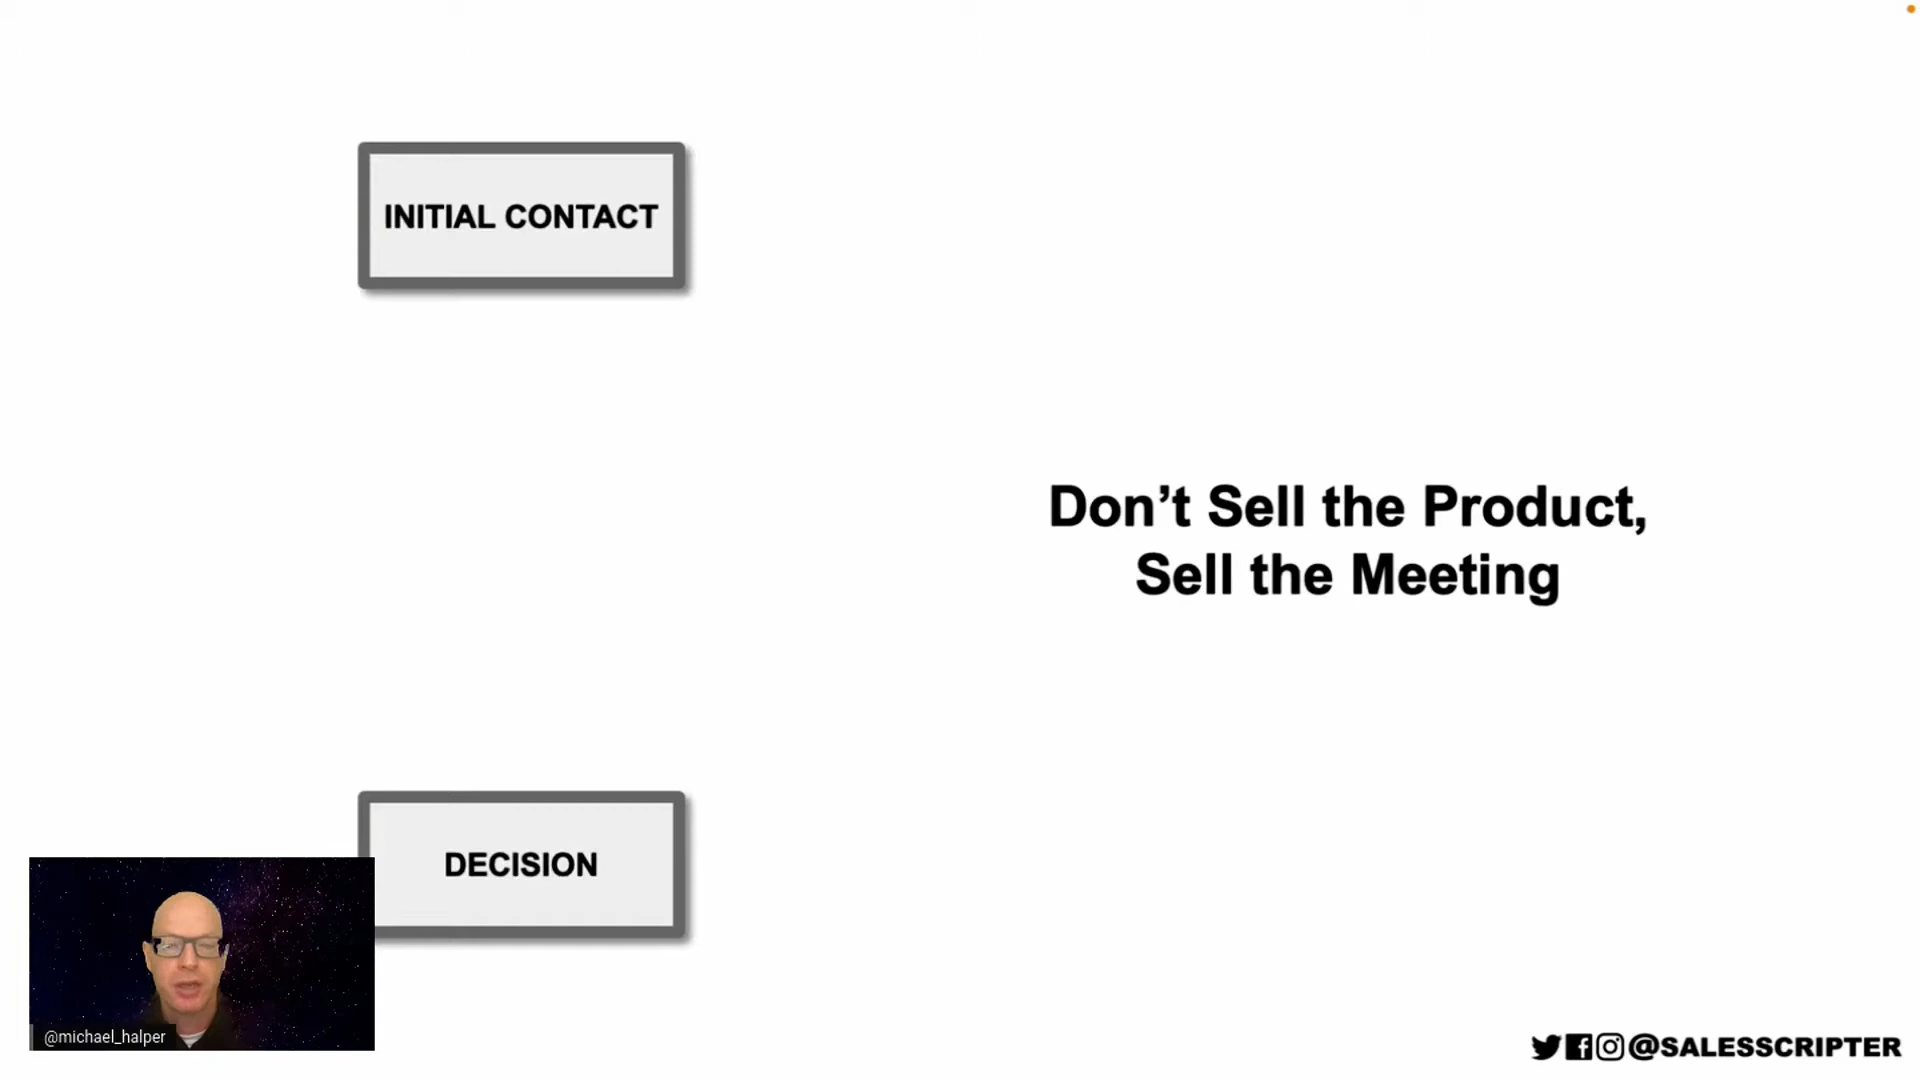 INITIAL CONTACT
Don’t Sell the Product,
Sell the Meeting
DECISION
@michael_halper
@SALESSCRIPTER